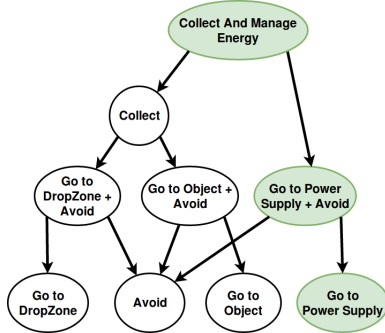 Collect And Manage
Energy
Collect
Go to
DropZone +
Avoid
Go to Object +
Avoid
Go to Power
Supply + Avoid
Go to
DropZone
Avoid
Go to
Object
Go to
Power Supply